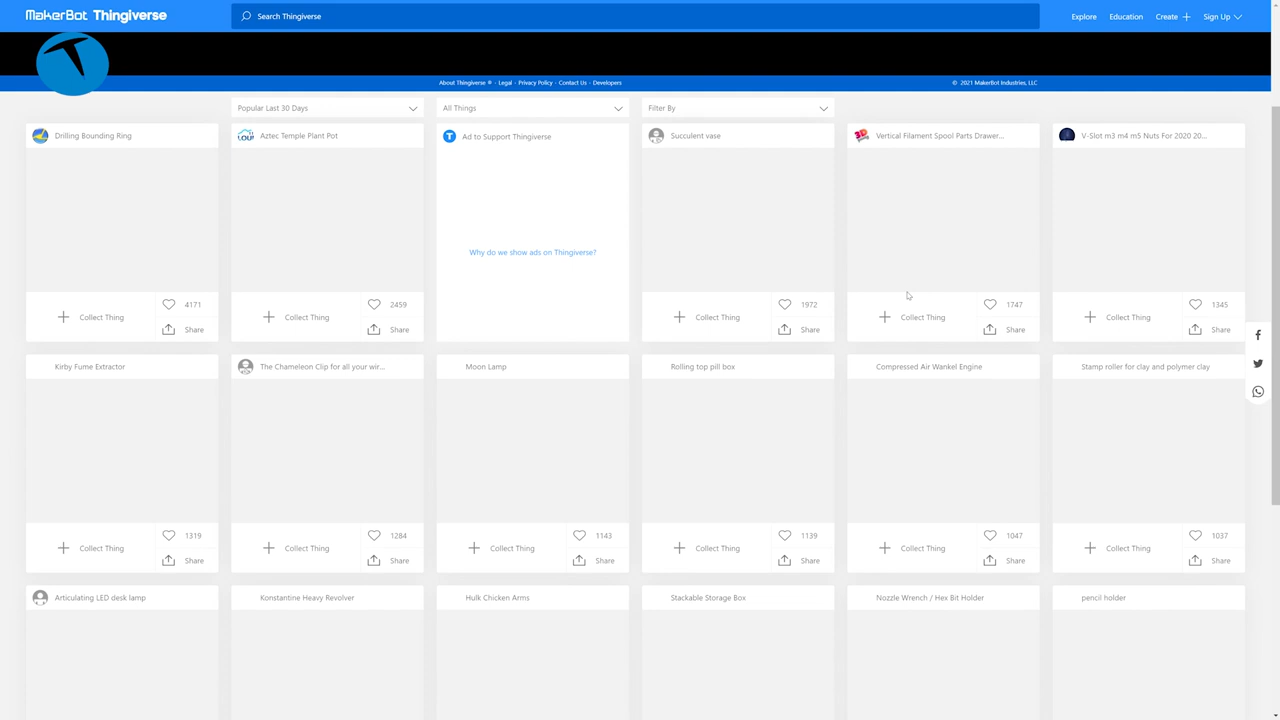 MakerBot Thingiverse
Search Thingiverse
Explore
Education
Create
Sign Up
About Thingiverse ® · Legal · Privacy Policy · Contact Us · Developers
© 2021 MakerBot Industries, LLC
Popular Last 30 Days
All Things
Filter By
Drilling Bounding Ring
Aztec Temple Plant Pot
Ad to Support Thingiverse
Succulent vase
Vertical Filament Spool Parts Drawer...
V-Slot m3 m4 m5 Nuts For 2020 20...
Why do we show ads on Thingiverse?
Collect Thing
4171
Share
Collect Thing
2459
Share
Collect Thing
1972
Share
Collect Thing
1747
Share
Collect Thing
1345
Share
Kirby Fume Extractor
The Chameleon Clip for all your wir...
Moon Lamp
Rolling top pill box
Compressed Air Wankel Engine
Stamp roller for clay and polymer clay
Collect Thing
1319
Share
Collect Thing
1284
Share
Collect Thing
1143
Share
Collect Thing
1139
Share
Collect Thing
1047
Share
Collect Thing
1037
Share
Articulating LED desk lamp
Konstantine Heavy Revolver
Hulk Chicken Arms
Stackable Storage Box
Nozzle Wrench / Hex Bit Holder
pencil holder